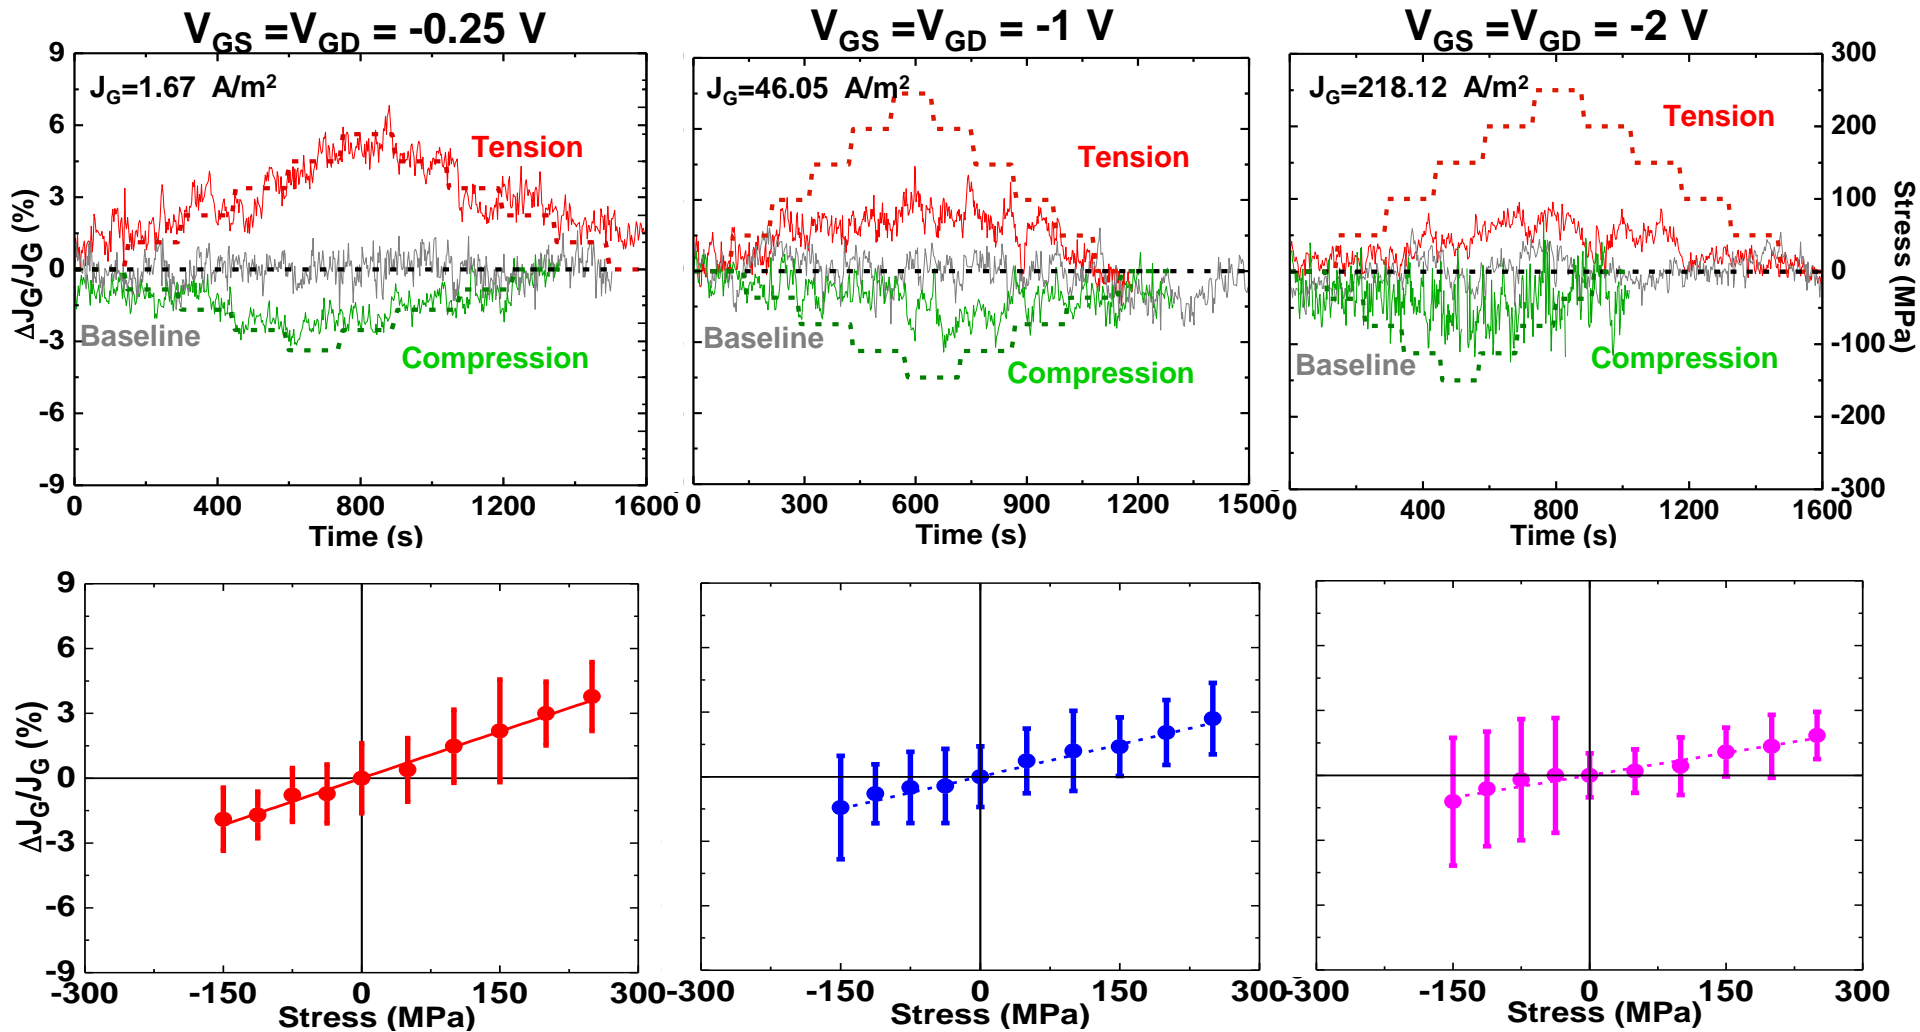 V_GS =V_GD = -0.25 V
V_GS =V_GD = -1 V
V_GS =V_GD = -2 V
J_G=1.67 A/m²
J_G=46.05 A/m²
J_G=218.12 A/m²
Tension
Tension
Tension
Baseline
Baseline
Baseline
Compression
Compression
Compression
ΔJ_G/J_G (%)
9
6
3
0
-3
-6
-9
300
200
100
0
-100
-200
-300
Stress (MPa)
0 400 800 1200 1600
0 300 600 900 1200 1500
0 400 800 1200 1600
Time (s)
Time (s)
Time (s)
ΔJ_G/J_G (%)
9
6
3
0
-3
-6
-9
-300 -150 0 150 300
-300 -150 0 150 300
-300 -150 0 150 300
Stress (MPa)
Stress (MPa)
Stress (MPa)